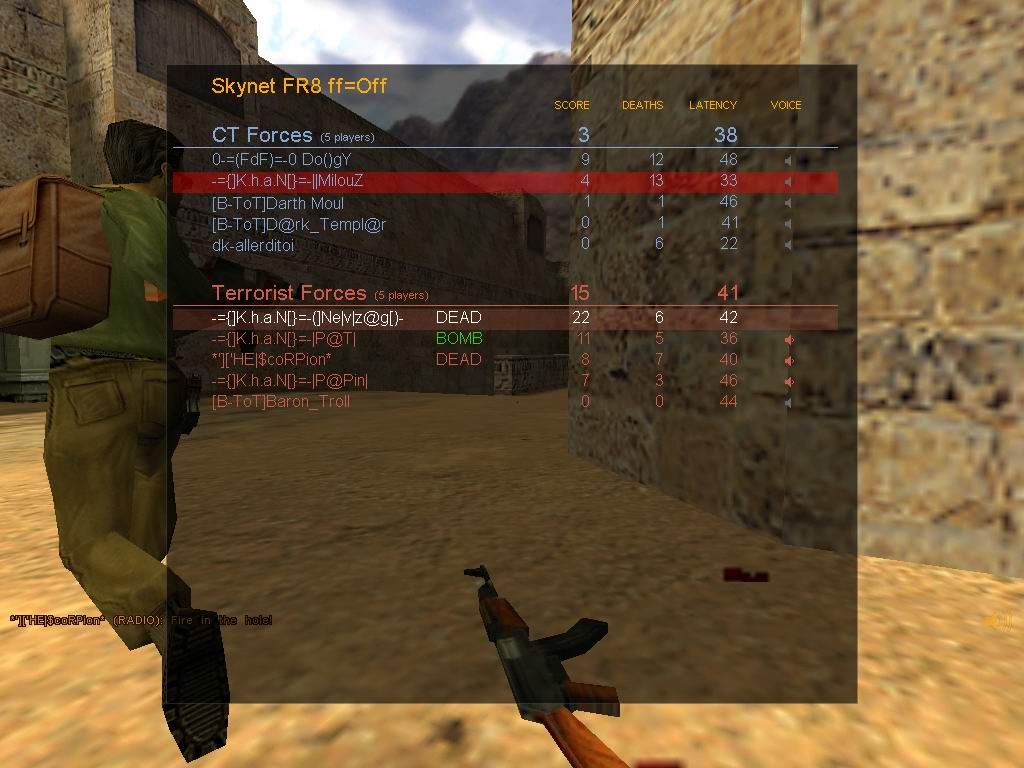 Skynet FR8 ff=Off
SCORE DEATHS LATENCY VOICE
CT Forces (5 players) 3 38
0-=(FdF)=-0 Do()gY 9 12 48
-={]K.h.a.N[}=-||MilouZ 4 13 33
[B-ToT]Darth Moul 1 1 46
[B-ToT]D@rk_Templ@r 0 1 41
dk-allerditoi 0 6 22
Terrorist Forces (5 players) 15 41
-={]K.h.a.N[}=-(]Ne|v|z@g[)- DEAD 22 6 42
-={]K.h.a.N[}=-|P@T| BOMB 11 5 36
*']['HE|$coRPion* DEAD 8 7 40
-={]K.h.a.N[}=-|P@Pin| 7 3 46
[B-ToT]Baron_Troll 0 0 44
*']['HE|$coRPion* (RADIO): Fire in the hole!